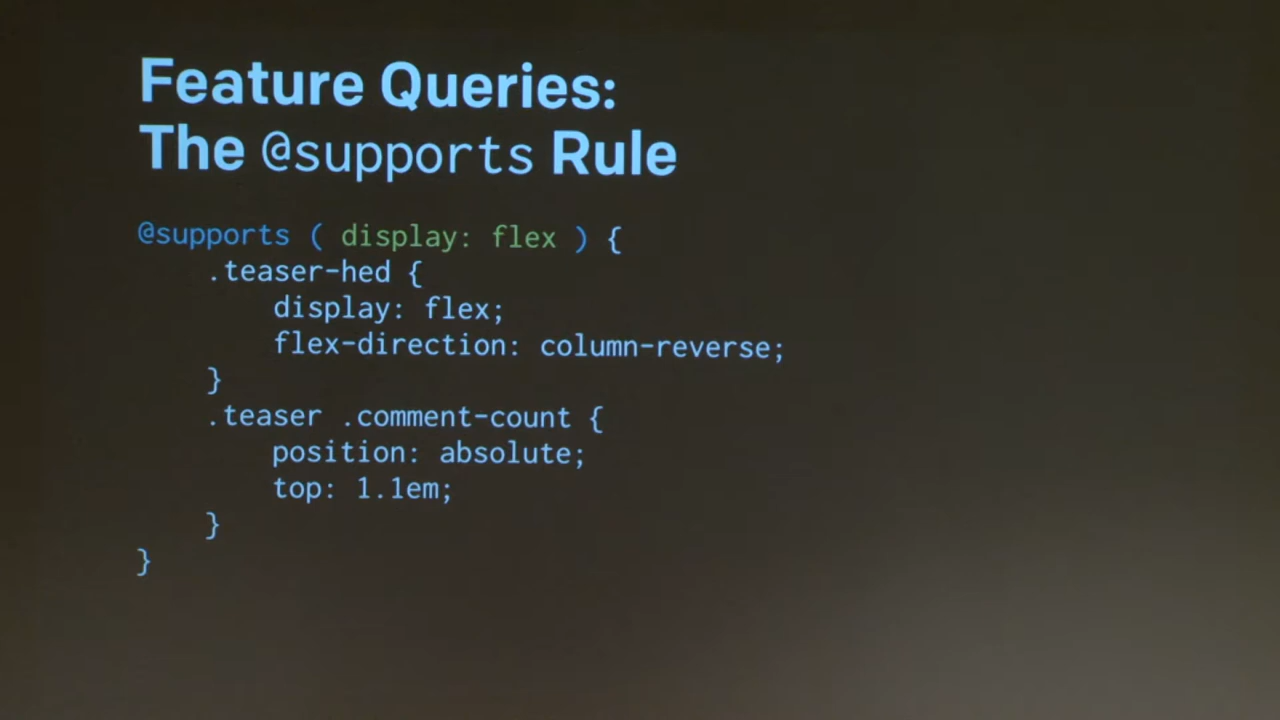 Feature Queries:
The @supports Rule
@supports ( display: flex ) {
.teaser-hed {
display: flex;
flex-direction: column-reverse;
}
.teaser .comment-count {
position: absolute;
top: 1.1em;
}
}